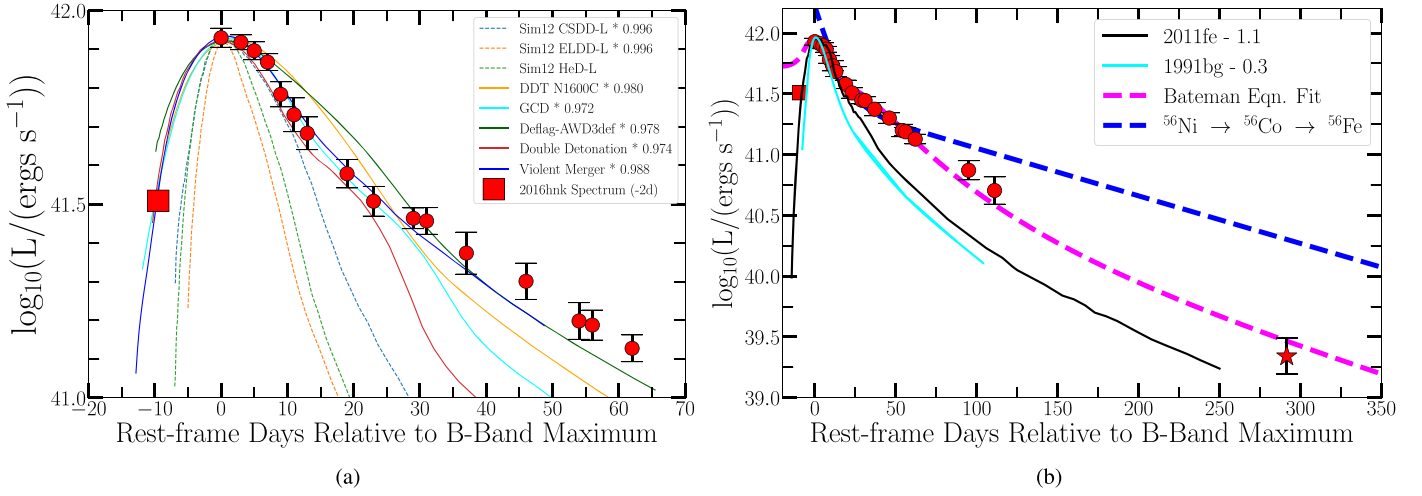 log₁₀(L/(ergs s⁻¹))
42.0
41.5
41.0
Sim12 CSDD-L * 0.996
Sim12 ELDD-L * 0.996
Sim12 HeD-L
DDT N1600C * 0.980
GCD * 0.972
Deflag-AWD3def * 0.978
Double Detonation * 0.974
Violent Merger * 0.988
2016hnk Spectrum (-2d)
−20 −10 0 10 20 30 40 50 60 70
Rest-frame Days Relative to B-Band Maximum
(a)
log₁₀(L/(ergs s⁻¹))
42.0
41.5
41.0
40.5
40.0
39.5
39.0
2011fe - 1.1
1991bg - 0.3
Bateman Eqn. Fit
⁵⁶Ni → ⁵⁶Co → ⁵⁶Fe
0 50 100 150 200 250 300 350
Rest-frame Days Relative to B-Band Maximum
(b)